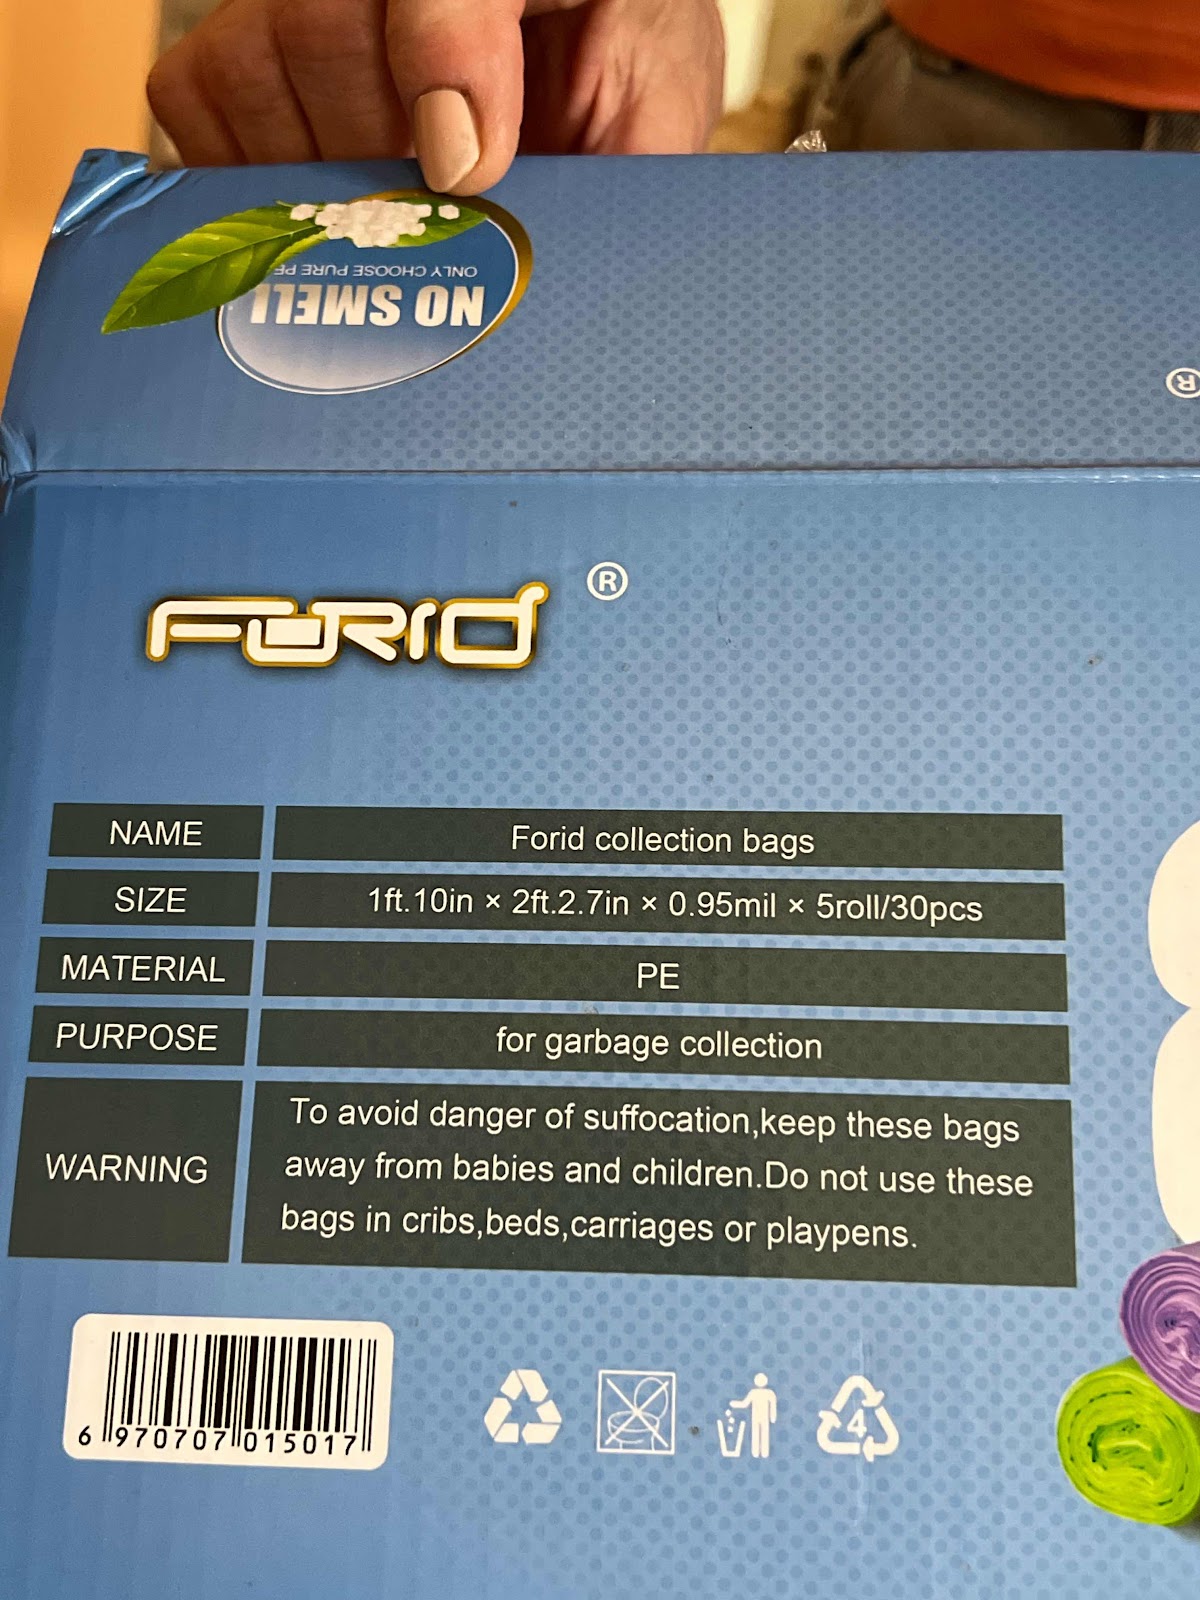 ONLY CHOOSE PURE PE
NO SMELL
®
FORID ®
NAME Forid collection bags
SIZE 1ft.10in × 2ft.2.7in × 0.95mil × 5roll/30pcs
MATERIAL PE
PURPOSE for garbage collection
WARNING To avoid danger of suffocation,keep these bags
away from babies and children.Do not use these
bags in cribs,beds,carriages or playpens.
6 970707 015017
4